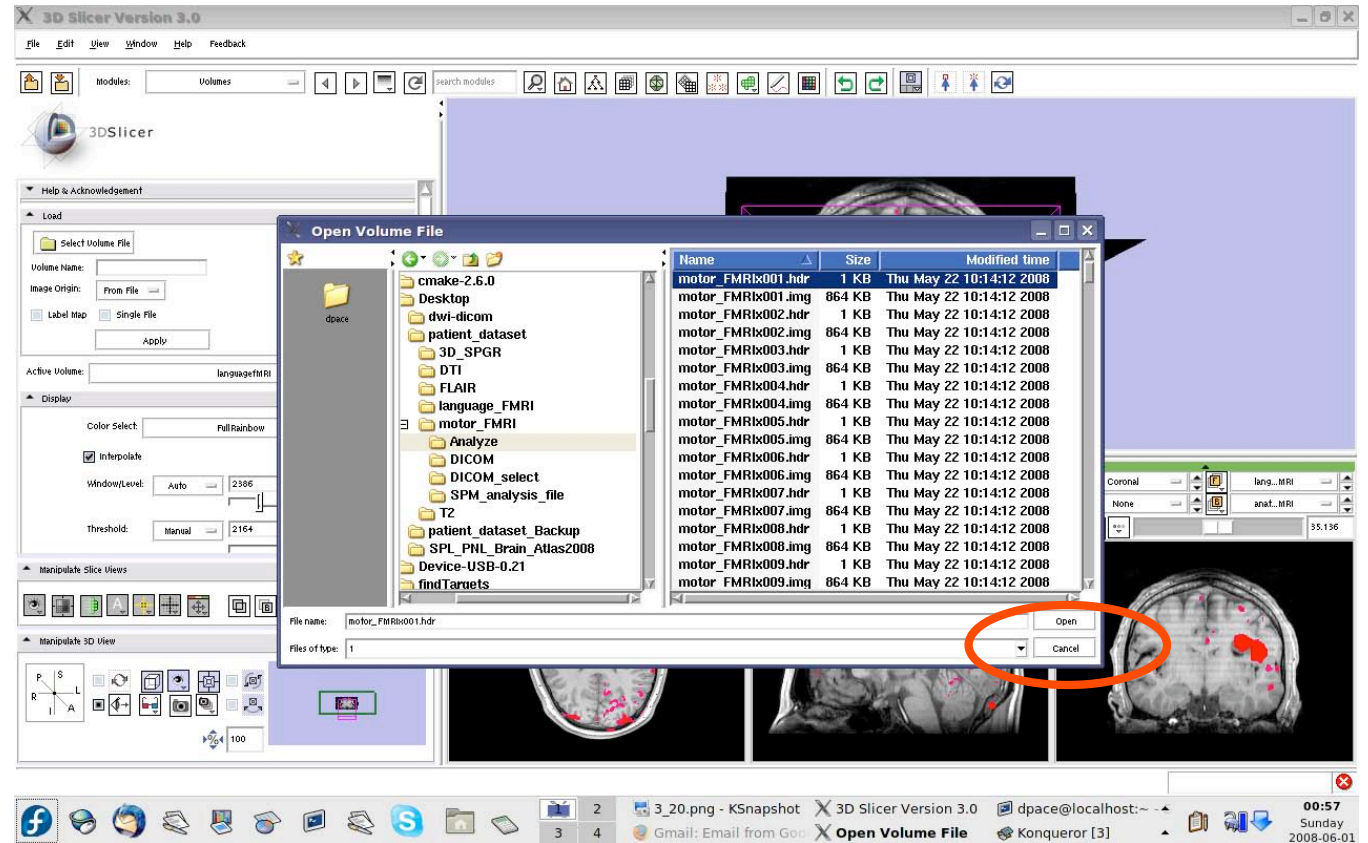 3D Slicer Version 3.0
File Edit View Window Help Feedback
Modules: Volumes search modules
3DSlicer
Help & Acknowledgement
Load
Select Volume File
Volume Name:
Image Origin: From File
Label Map Single File
Apply
Active Volume: languagefMRI
Display
Color Select: FullRainbow
Interpolate
Window/Level: Auto 2386
Threshold: Manual 2164
Manipulate Slice Views
Manipulate 3D View
P S
R L
I A
% 100
Open Volume File
dpace
cmake-2.6.0
Desktop
dwi-dicom
patient_dataset
3D_SPGR
DTI
FLAIR
language_FMRI
motor_FMRI
Analyze
DICOM
DICOM_select
SPM_analysis_file
T2
patient_dataset_Backup
SPL_PNL_Brain_Atlas2008
Device-USB-0.21
findTargets
Name Size Modified time
motor_FMRIx001.hdr 1 KB Thu May 22 10:14:12 2008
motor_FMRIx001.img 864 KB Thu May 22 10:14:12 2008
motor_FMRIx002.hdr 1 KB Thu May 22 10:14:12 2008
motor_FMRIx002.img 864 KB Thu May 22 10:14:12 2008
motor_FMRIx003.hdr 1 KB Thu May 22 10:14:12 2008
motor_FMRIx003.img 864 KB Thu May 22 10:14:12 2008
motor_FMRIx004.hdr 1 KB Thu May 22 10:14:12 2008
motor_FMRIx004.img 864 KB Thu May 22 10:14:12 2008
motor_FMRIx005.hdr 1 KB Thu May 22 10:14:12 2008
motor_FMRIx005.img 864 KB Thu May 22 10:14:12 2008
motor_FMRIx006.hdr 1 KB Thu May 22 10:14:12 2008
motor_FMRIx006.img 864 KB Thu May 22 10:14:12 2008
motor_FMRIx007.hdr 1 KB Thu May 22 10:14:12 2008
motor_FMRIx007.img 864 KB Thu May 22 10:14:12 2008
motor_FMRIx008.hdr 1 KB Thu May 22 10:14:12 2008
motor_FMRIx008.img 864 KB Thu May 22 10:14:12 2008
motor_FMRIx009.hdr 1 KB Thu May 22 10:14:12 2008
motor_FMRIx009.img 864 KB Thu May 22 10:14:12 2008
File name: motor_FMRIx001.hdr Open
Files of type: 1 Cancel
Coronal F lang...MRI
None B anat...MRI
35.136
1 2
3 4
3_20.png - KSnapshot 3D Slicer Version 3.0 dpace@localhost:~ -
Gmail: Email from Goo Open Volume File Konqueror [3]
00:57
Sunday
2008-06-01